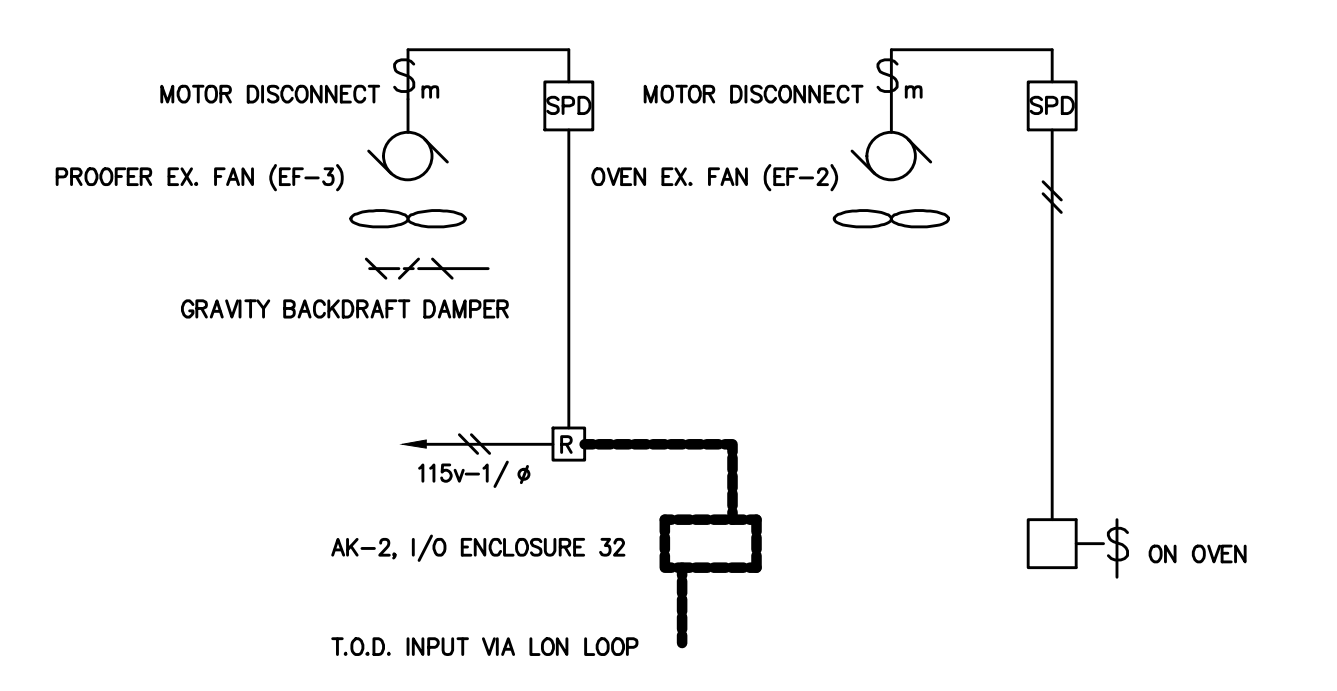 MOTOR DISCONNECT
$m
SPD
MOTOR DISCONNECT
$m
SPD
PROOFER EX. FAN (EF-3)
OVEN EX. FAN (EF-2)
GRAVITY BACKDRAFT DAMPER
R
115v-1/ ø
AK-2, I/O ENCLOSURE 32
$ ON OVEN
T.O.D. INPUT VIA LON LOOP